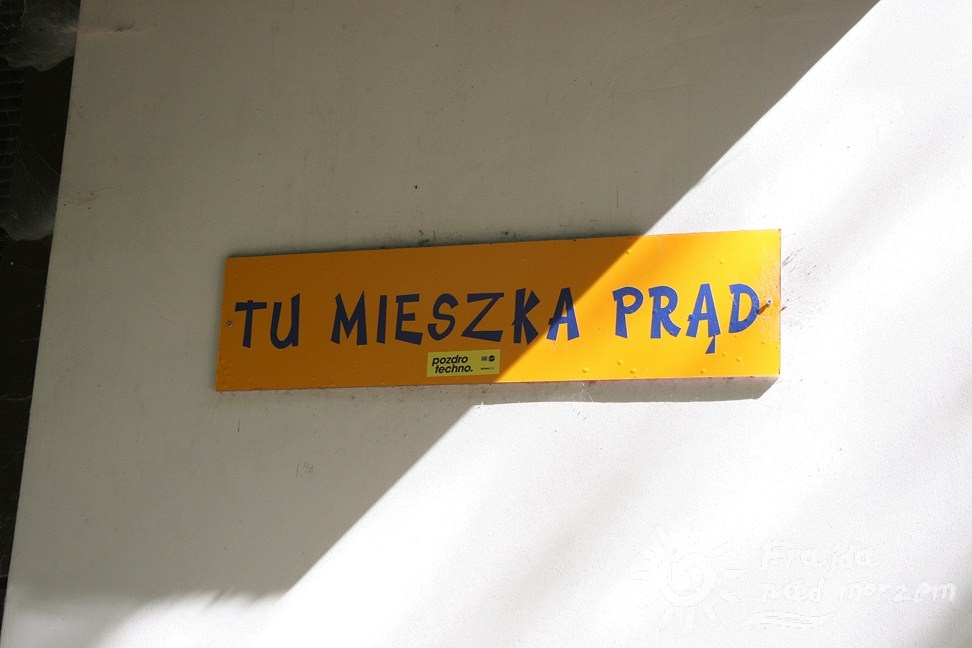 TU MIESZKA PRĄD
pozdro
techno.
Frajda
nad morzem